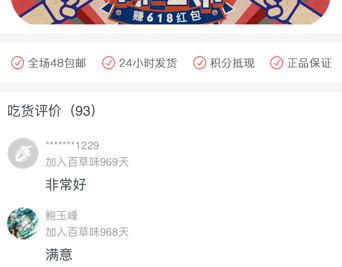 赚618红包
全场48包邮
24小时发货
积分抵现
正品保证
吃货评价（93）
*******1229
加入百草味969天
非常好
鲍玉峰
加入百草味968天
满意